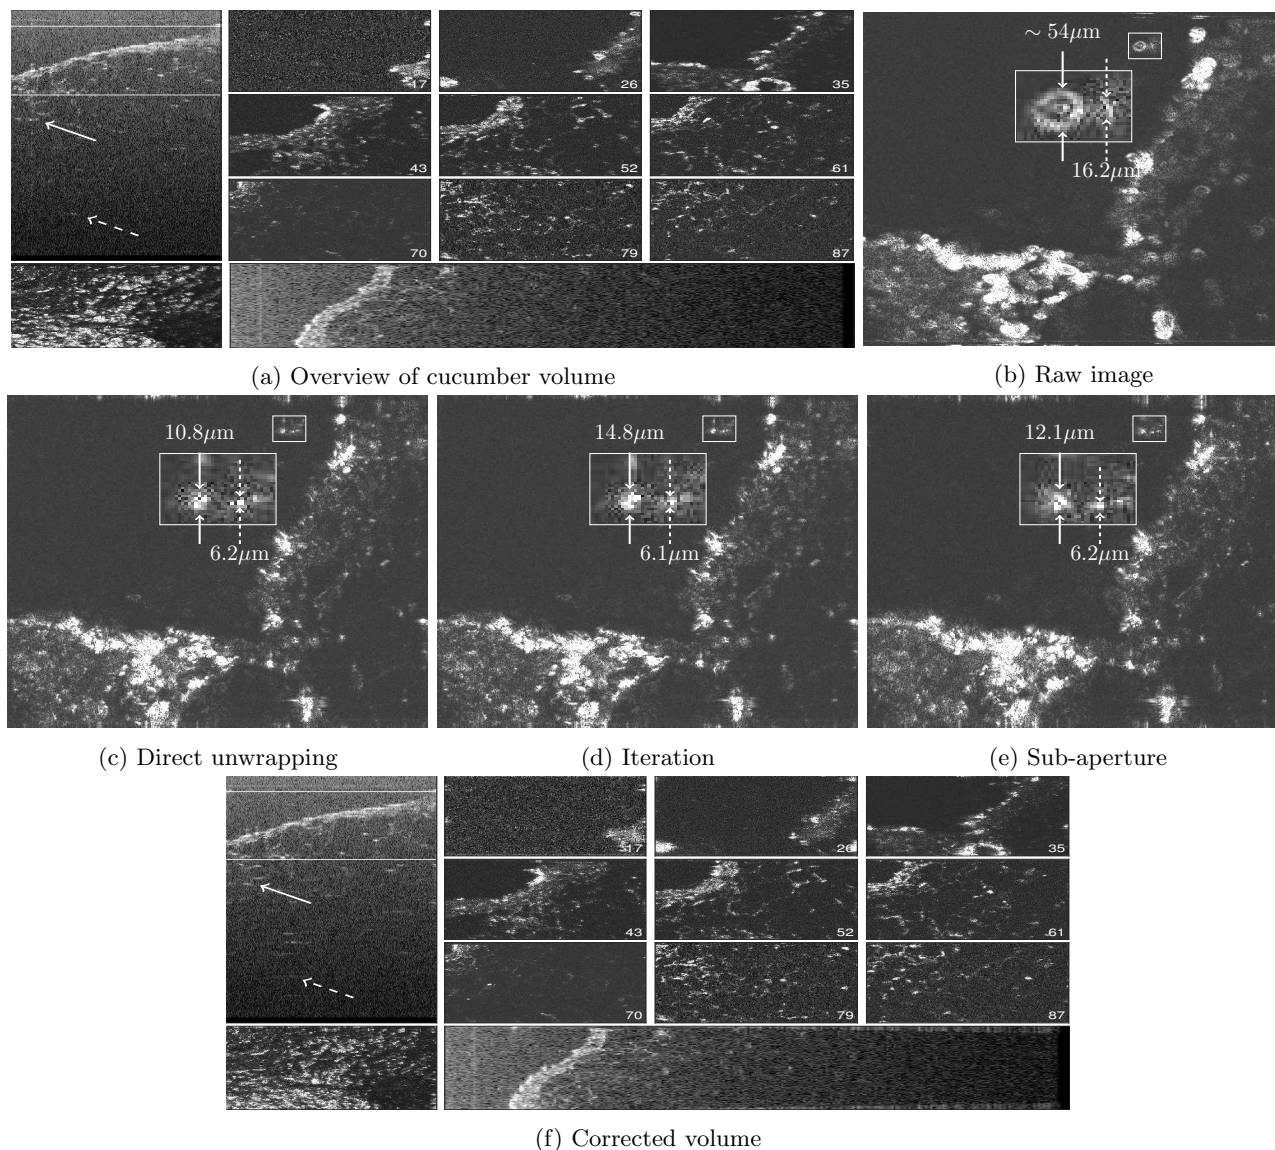 17
26
35
43
52
61
70
79
87
(a) Overview of cucumber volume
∼ 54μm
16.2μm
(b) Raw image
10.8μm
6.2μm
14.8μm
6.1μm
12.1μm
6.2μm
(c) Direct unwrapping
(d) Iteration
(e) Sub-aperture
17
26
35
43
52
61
70
79
87
(f) Corrected volume